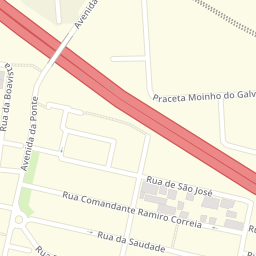 Avenida
Praceta Moinho do Galv
Rua da Boavista
Avenida da Ponte
Rua de São José
Rua Comandante Ramiro Correia
Rua da Saudade